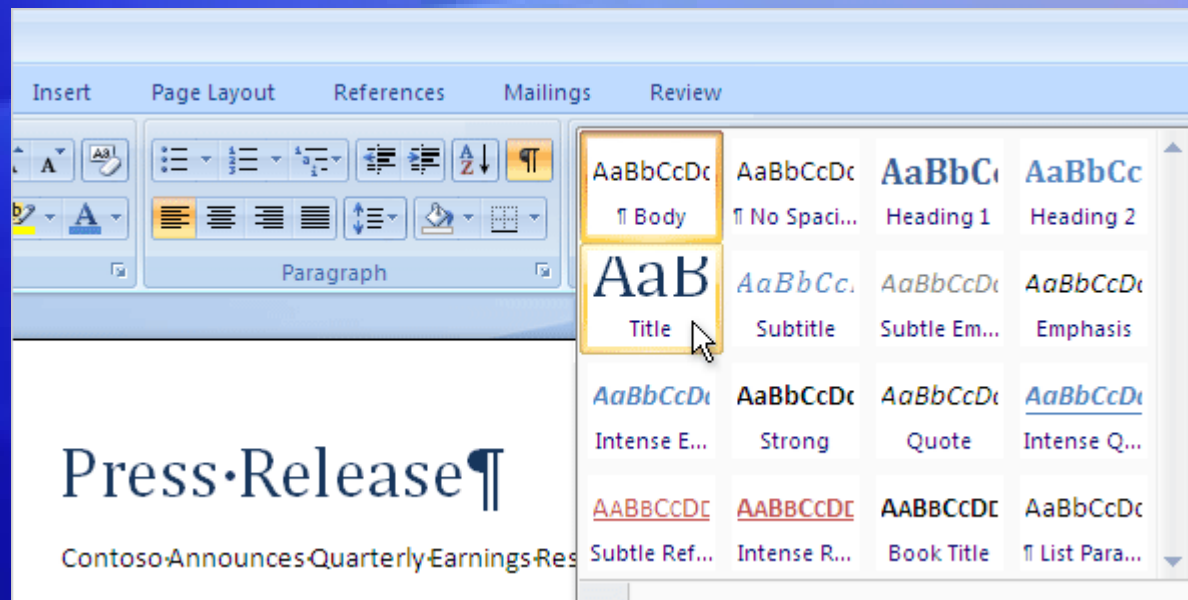 Insert Page Layout References Mailings Review
AaBbCcDc AaBbCcDc AaBbC AaBbCc
¶ Body ¶ No Spaci... Heading 1 Heading 2
Paragraph
AaB AaBbCc. AaBbCcDc AaBbCcDc
Title Subtitle Subtle Em... Emphasis
AaBbCcDc AaBbCcDc AaBbCcDc AaBbCcDc
Intense E... Strong Quote Intense Q...
Press·Release¶
AABBCCDD AABBCCDD AABBCCDD AaBbCcDc
Subtle Ref... Intense R... Book Title ¶ List Para...
Contoso·Announces·Quarterly·Earnings·Res